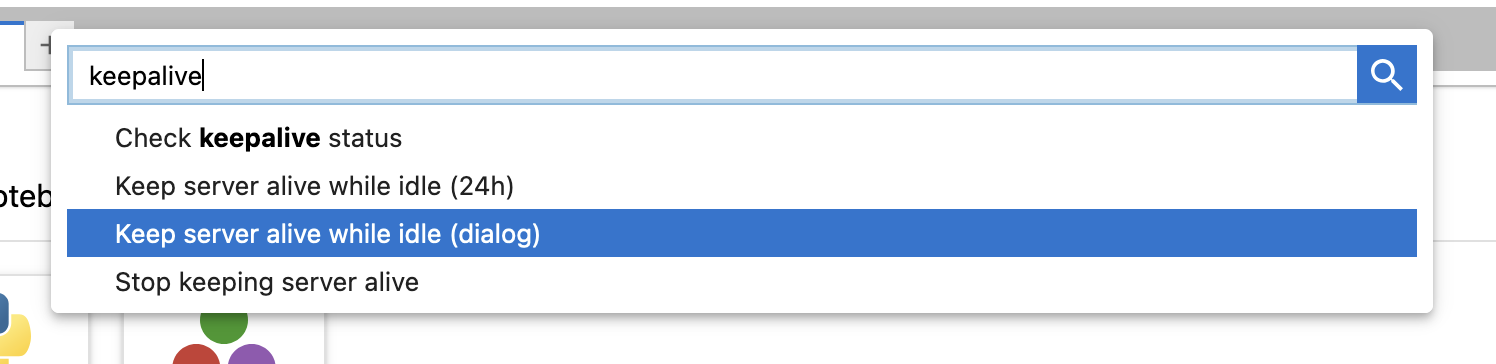 +
keepalive
Check keepalive status
Keep server alive while idle (24h)
oteb
Keep server alive while idle (dialog)
Stop keeping server alive